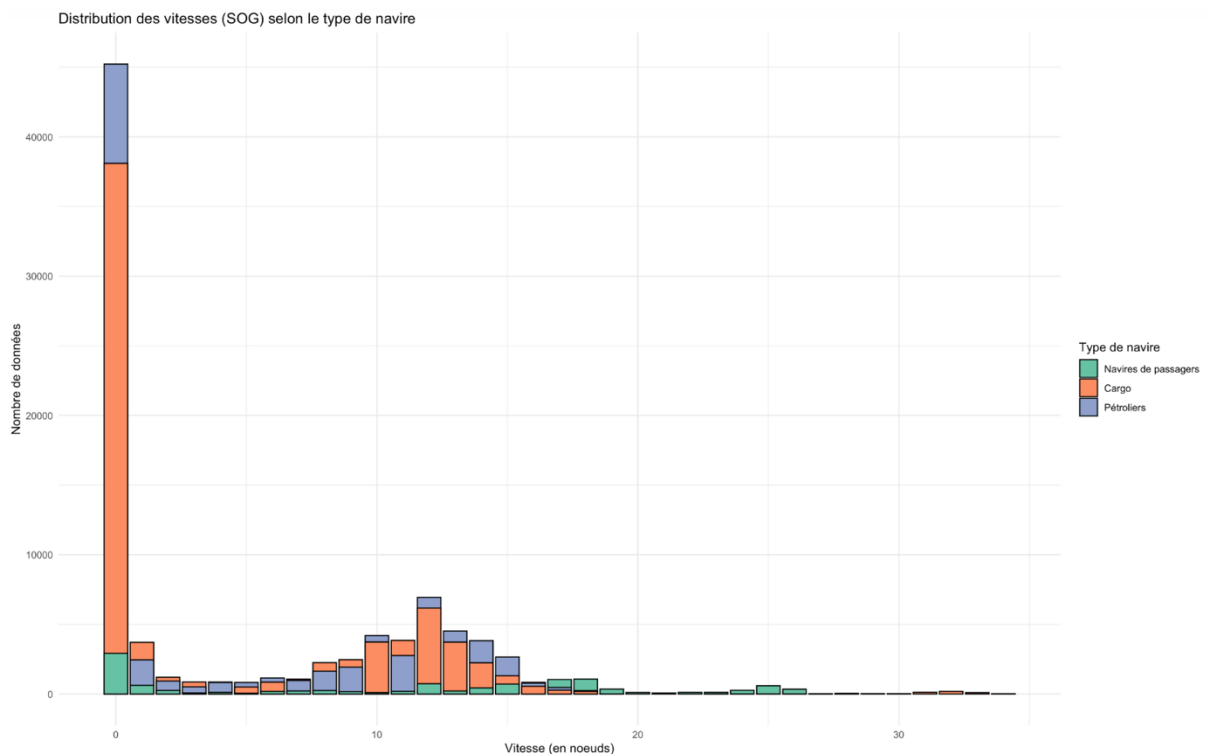 Distribution des vitesses (SOG) selon le type de navire
Nombre de données
40000
30000
20000
10000
0
0
10
20
30
Vitesse (en noeuds)
Type de navire
Navires de passagers
Cargo
Pétroliers